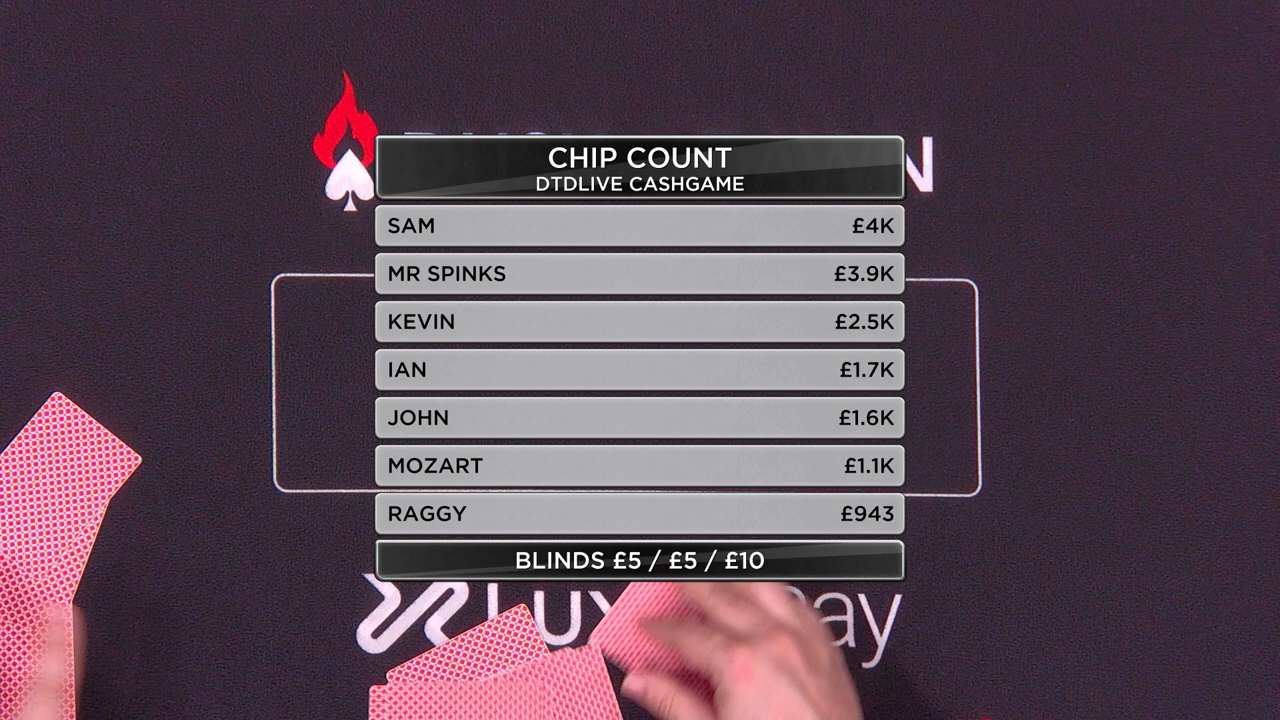 CHIP COUNT
DTDLIVE CASHGAME
SAM £4K
MR SPINKS £3.9K
KEVIN £2.5K
IAN £1.7K
JOHN £1.6K
MOZART £1.1K
RAGGY £943
BLINDS £5 / £5 / £10